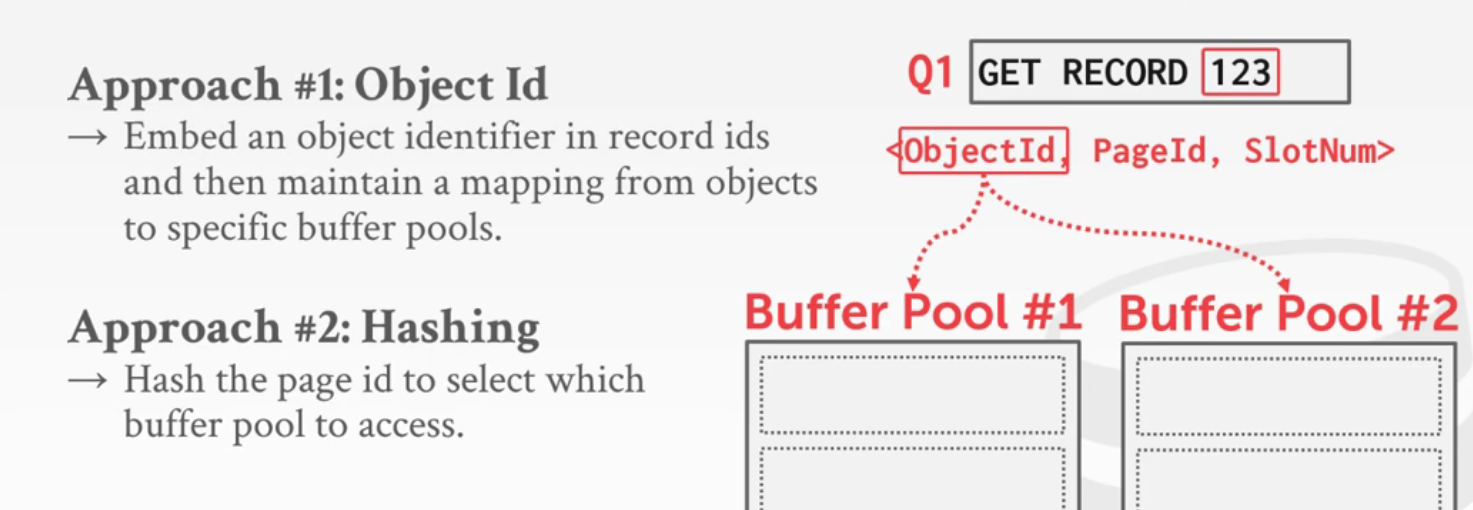 Approach #1: Object Id
→ Embed an object identifier in record ids
and then maintain a mapping from objects
to specific buffer pools.
Approach #2: Hashing
→ Hash the page id to select which
buffer pool to access.
Q1 GET RECORD 123
<ObjectId, PageId, SlotNum>
Buffer Pool #1 Buffer Pool #2